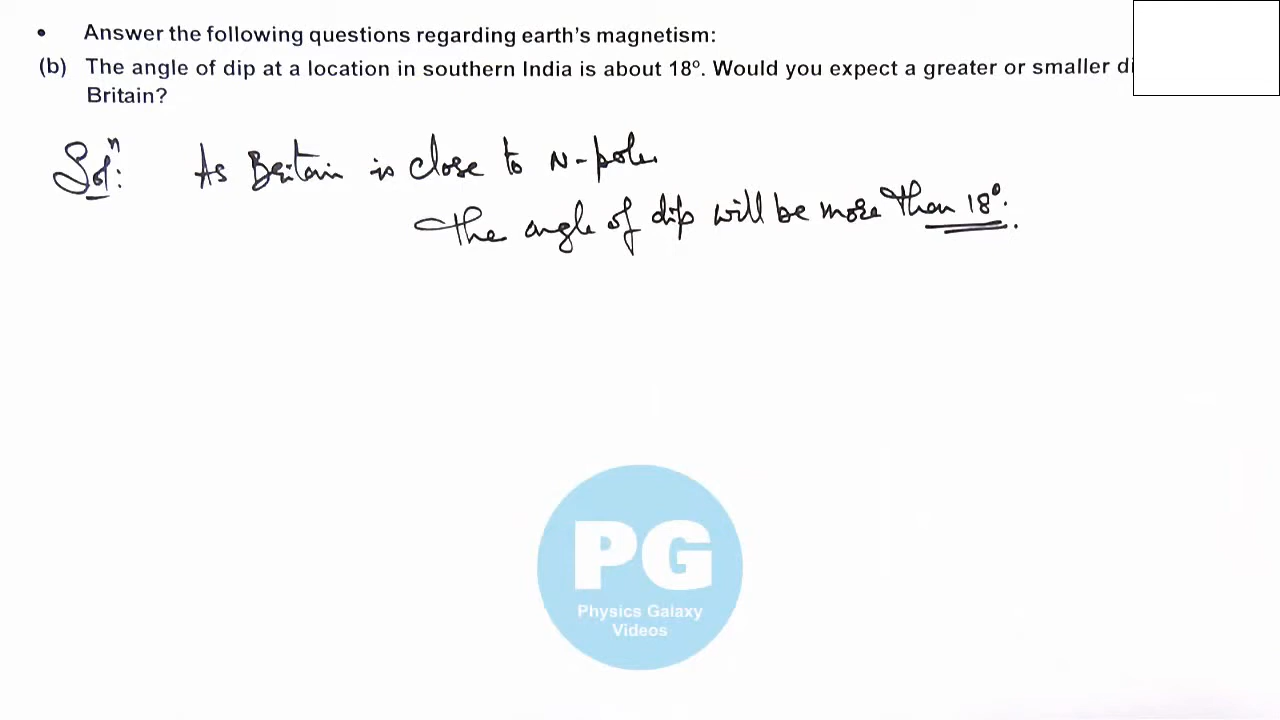 • Answer the following questions regarding earth's magnetism:
(b) The angle of dip at a location in southern India is about 18º. Would you expect a greater or smaller
Britain?
Solⁿ: As Britain is close to N-pole.
The angle of dip will be more than 18°.
PG
Physics Galaxy
Videos